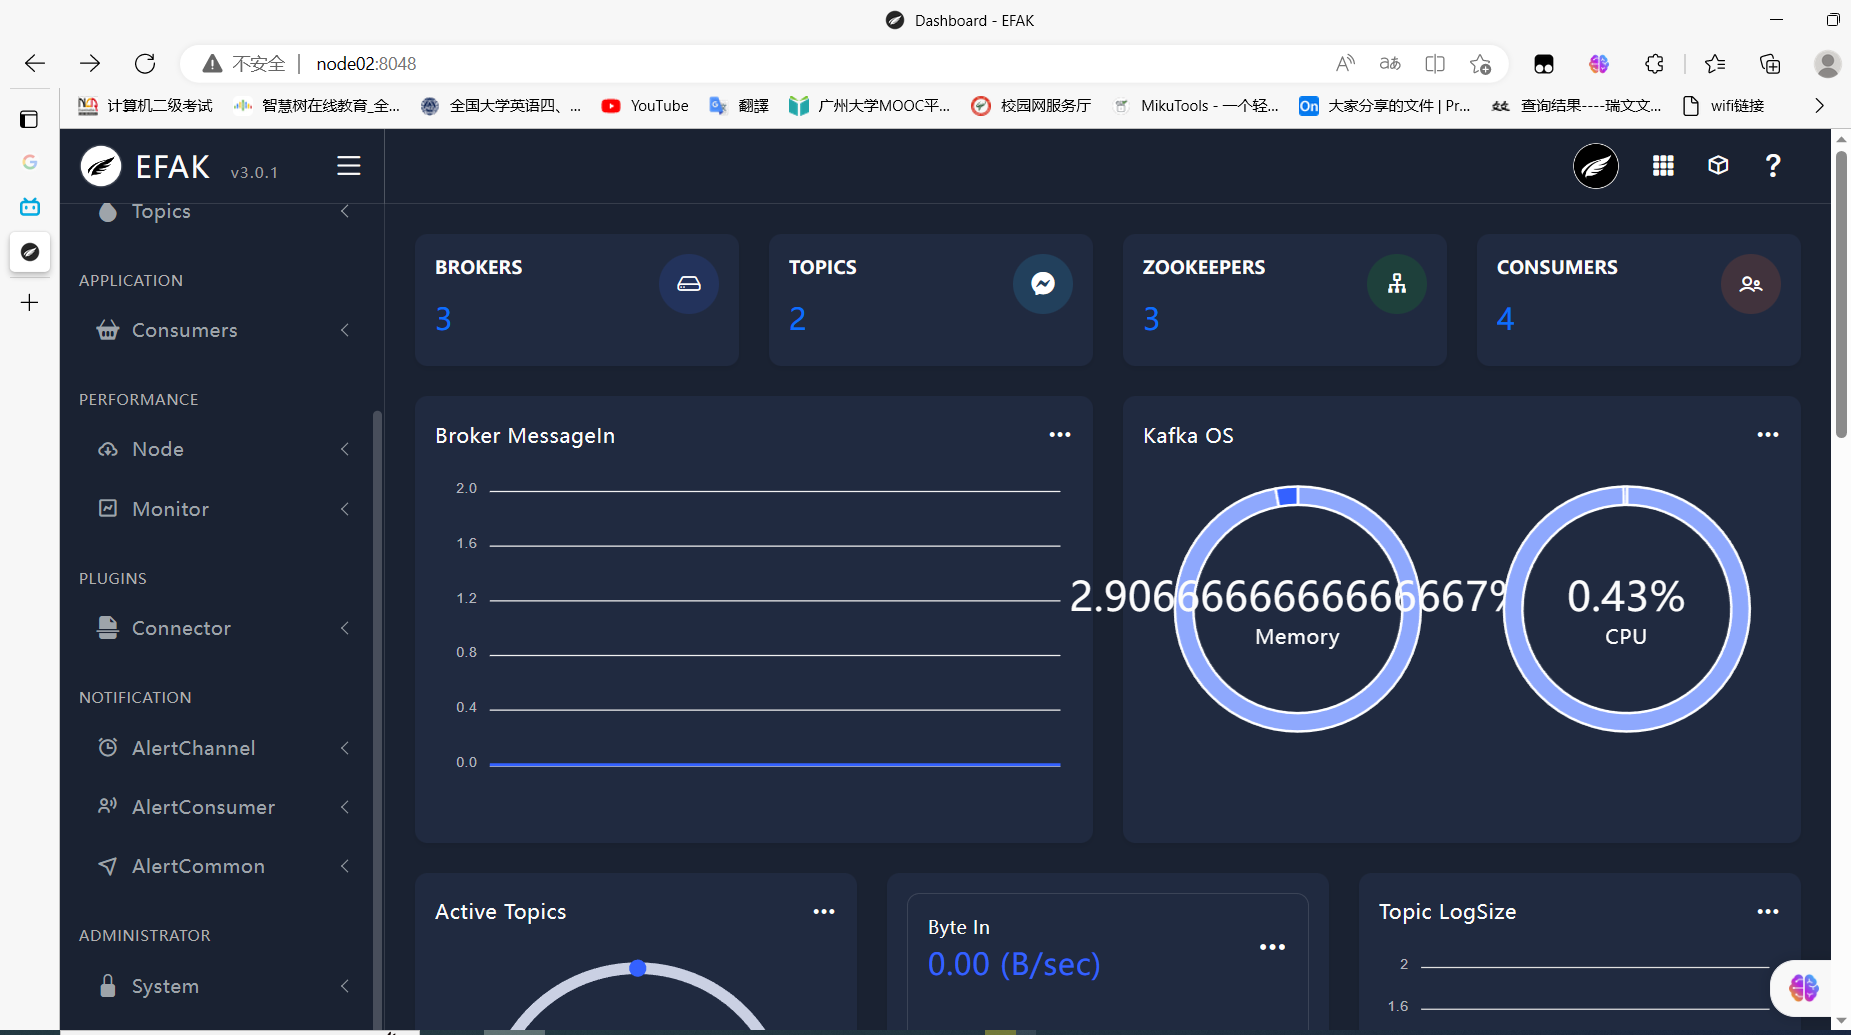 Dashboard - EFAK
不安全 node02:8048
计算机二级考试 智慧树在线教育_全... 全国大学英语四、... YouTube 翻譯 广州大学MOOC平... 校园网服务厅 MikuTools - 一个轻... 大家分享的文件 | Pr... 查询结果----瑞文文... wifi链接
EFAK v3.0.1
Topics
APPLICATION
Consumers
PERFORMANCE
Node
Monitor
PLUGINS
Connector
NOTIFICATION
AlertChannel
AlertConsumer
AlertCommon
ADMINISTRATOR
System
BROKERS
3
TOPICS
2
ZOOKEEPERS
3
CONSUMERS
4
Broker MessageIn
2.0
1.6
1.2
0.8
0.4
0.0
Kafka OS
2.9066666666666667%
Memory
0.43%
CPU
Active Topics
Byte In
0.00 (B/sec)
Topic LogSize
2
1.6